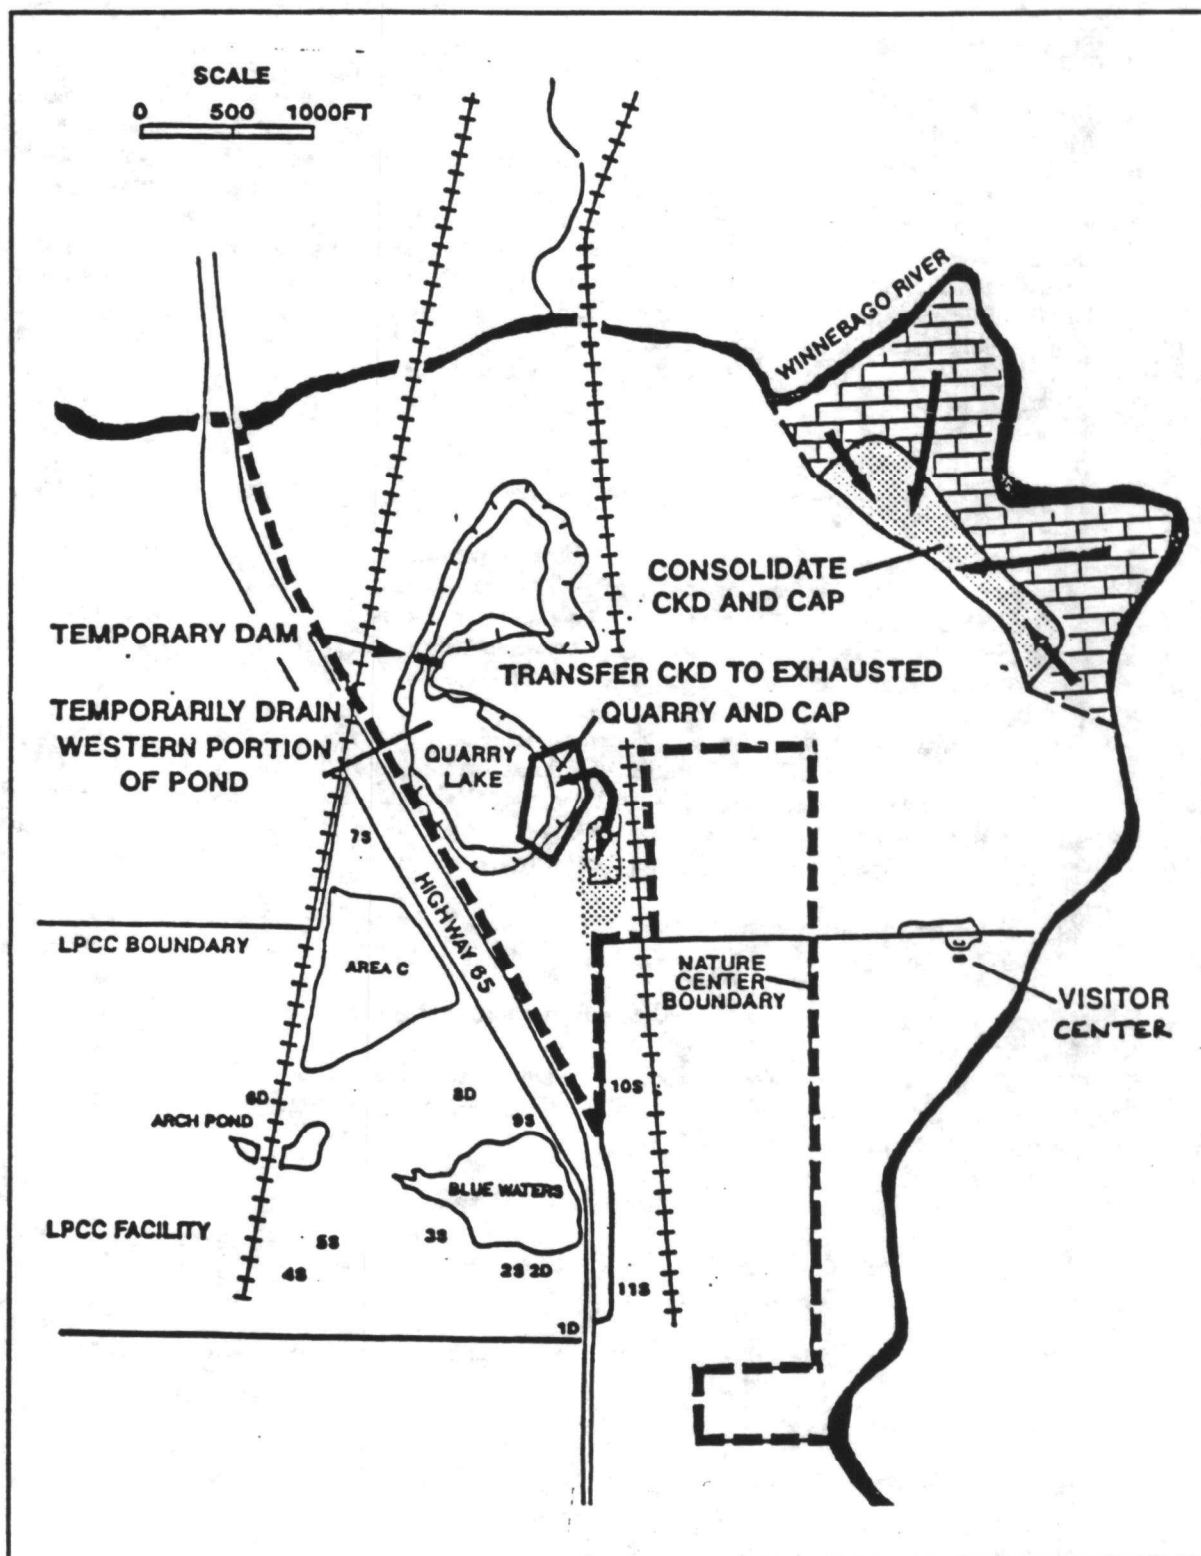 SCALE
0 500 1000FT
WINNEBAGO RIVER
CONSOLIDATE
CKD AND CAP
TEMPORARY DAM
TRANSFER CKD TO EXHAUSTED
QUARRY AND CAP
TEMPORARILY DRAIN
WESTERN PORTION
OF POND
QUARRY
LAKE
7S
HIGHWAY 65
LPCC BOUNDARY
AREA C
NATURE
CENTER
BOUNDARY
VISITOR
CENTER
6D
8D
10S
ARCH POND
9S
BLUE WATERS
LPCC FACILITY
5S
3S
4S
2S 2D
11S
1D